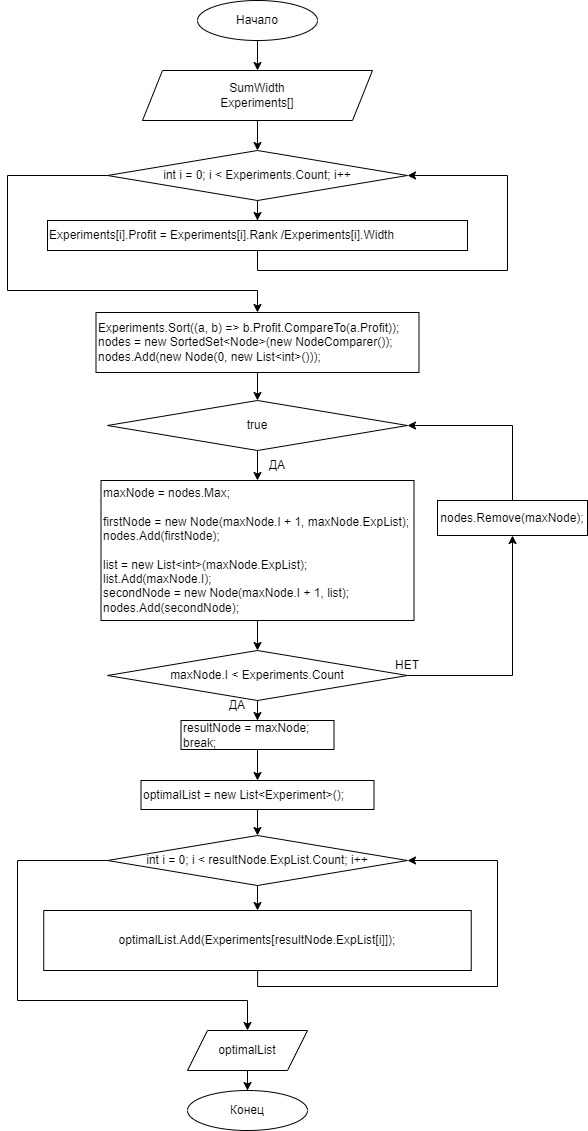 Начало
SumWidth
Experiments[]
int i = 0; i < Experiments.Count; i++
Experiments[i].Profit = Experiments[i].Rank /Experiments[i].Width
Experiments.Sort((a, b) => b.Profit.CompareTo(a.Profit));
nodes = new SortedSet<Node>(new NodeComparer());
nodes.Add(new Node(0, new List<int>()));
true
ДА
maxNode = nodes.Max;
firstNode = new Node(maxNode.I + 1, maxNode.ExpList);
nodes.Add(firstNode);
list = new List<int>(maxNode.ExpList);
list.Add(maxNode.I);
secondNode = new Node(maxNode.I + 1, list);
nodes.Add(secondNode);
nodes.Remove(maxNode);
maxNode.I < Experiments.Count
НЕТ
ДА
resultNode = maxNode;
break;
optimalList = new List<Experiment>();
int i = 0; i < resultNode.ExpList.Count; i++
optimalList.Add(Experiments[resultNode.ExpList[i]]);
optimalList
Конец